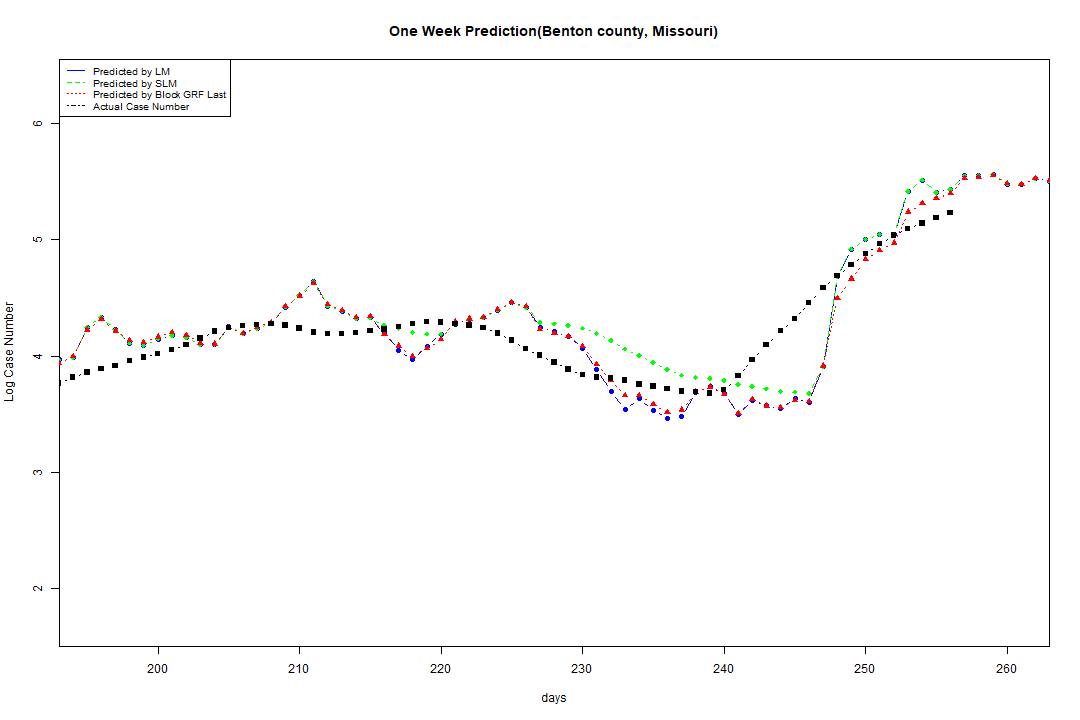 One Week Prediction(Benton county, Missouri)
Predicted by LM
Predicted by SLM
Predicted by Block GRF Last
Actual Case Number
6
5
4
3
2
Log Case Number
200 210 220 230 240 250 260
days